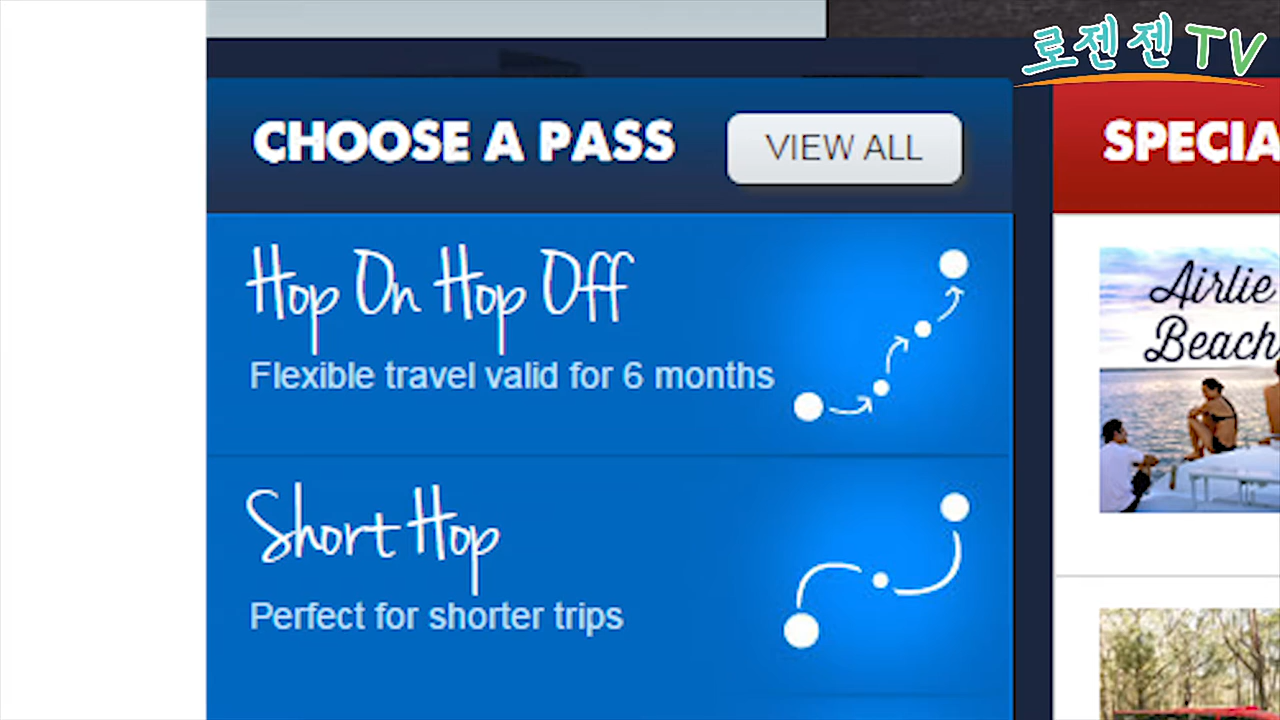 로젠젠TV
CHOOSE A PASS
VIEW ALL
Hop On Hop Off
Flexible travel valid for 6 months
Short Hop
Perfect for shorter trips
SPECIA
Airlie
Beach